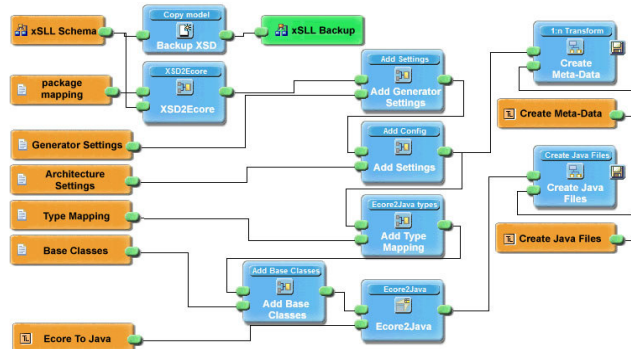 Copy model
xSLL Schema
Backup XSD
xSLL Backup
1:n Transform
Create
Meta-Data
XSD2Ecore
package
mapping
XSD2Ecore
Add Settings
Add Generator
Settings
Create Meta-Data
Generator Settings
Add Config
Add Settings
Architecture
Settings
Create Java Files
Create Java
Files
Type Mapping
Ecore2Java types
Add Type
Mapping
Create Java Files
Base Classes
Add Base Classes
Add Base
Classes
Ecore2Java
Ecore2Java
Ecore To Java